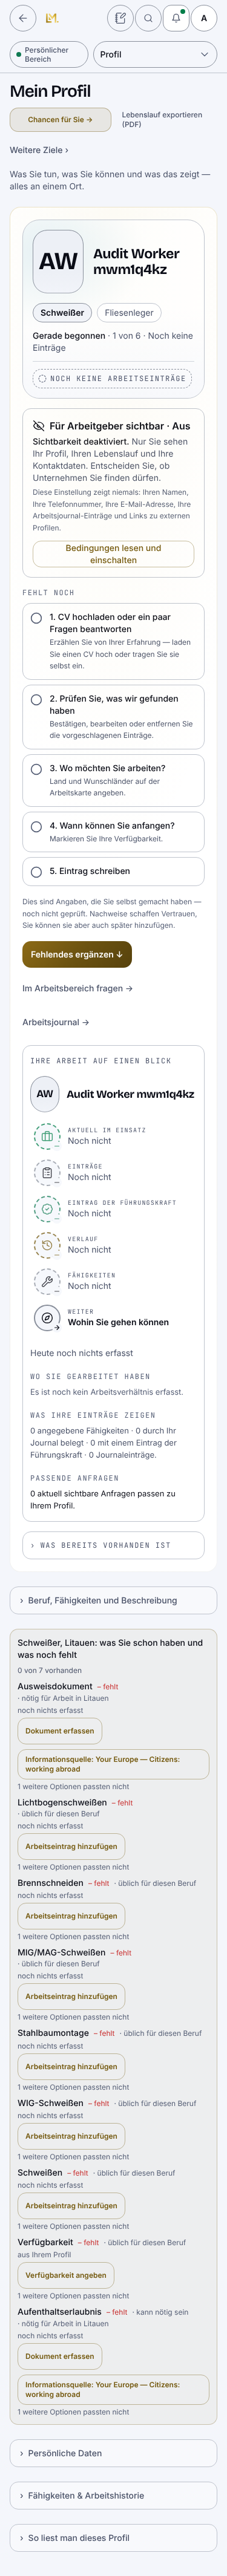 A
Persönlicher
Bereich
Profil
Mein Profil
Chancen für Sie →
Lebenslauf exportieren
(PDF)
Weitere Ziele ›
Was Sie tun, was Sie können und was das zeigt —
alles an einem Ort.
AW
Audit Worker
mwm1q4kz
Schweißer
Fliesenleger
Gerade begonnen · 1 von 6 · Noch keine
Einträge
NOCH KEINE ARBEITSEINTRÄGE
Für Arbeitgeber sichtbar · Aus
Sichtbarkeit deaktiviert. Nur Sie sehen
Ihr Profil, Ihren Lebenslauf und Ihre
Kontaktdaten. Entscheiden Sie, ob
Unternehmen Sie finden dürfen.
Diese Einstellung zeigt niemals: Ihren Namen,
Ihre Telefonnummer, Ihre E-Mail-Adresse, Ihre
Arbeitsjournal-Einträge und Links zu externen
Profilen.
Bedingungen lesen und
einschalten
FEHLT NOCH
1. CV hochladen oder ein paar
Fragen beantworten
Erzählen Sie von Ihrer Erfahrung — laden
Sie einen CV hoch oder tragen Sie sie
selbst ein.
2. Prüfen Sie, was wir gefunden
haben
Bestätigen, bearbeiten oder entfernen Sie
die vorgeschlagenen Einträge.
3. Wo möchten Sie arbeiten?
Land und Wunschländer auf der
Arbeitskarte angeben.
4. Wann können Sie anfangen?
Markieren Sie Ihre Verfügbarkeit.
5. Eintrag schreiben
Dies sind Angaben, die Sie selbst gemacht haben —
noch nicht geprüft. Nachweise schaffen Vertrauen,
Sie können sie aber auch später hinzufügen.
Fehlendes ergänzen ↓
Im Arbeitsbereich fragen →
Arbeitsjournal →
IHRE ARBEIT AUF EINEN BLICK
AW
Audit Worker mwm1q4kz
AKTUELL IM EINSATZ
Noch nicht
EINTRÄGE
Noch nicht
EINTRAG DER FÜHRUNGSKRAFT
Noch nicht
VERLAUF
Noch nicht
FÄHIGKEITEN
Noch nicht
WEITER
Wohin Sie gehen können
Heute noch nichts erfasst
WO SIE GEARBEITET HABEN
Es ist noch kein Arbeitsverhältnis erfasst.
WAS IHRE EINTRÄGE ZEIGEN
0 angegebene Fähigkeiten · 0 durch Ihr
Journal belegt · 0 mit einem Eintrag der
Führungskraft · 0 Journaleinträge.
PASSENDE ANFRAGEN
0 aktuell sichtbare Anfragen passen zu
Ihrem Profil.
› WAS BEREITS VORHANDEN IST
› Beruf, Fähigkeiten und Beschreibung
Schweißer, Litauen: was Sie schon haben und
was noch fehlt
0 von 7 vorhanden
Ausweisdokument – fehlt
· nötig für Arbeit in Litauen
noch nichts erfasst
Dokument erfassen
Informationsquelle: Your Europe — Citizens:
working abroad
1 weitere Optionen passten nicht
Lichtbogenschweißen – fehlt
· üblich für diesen Beruf
noch nichts erfasst
Arbeitseintrag hinzufügen
1 weitere Optionen passten nicht
Brennschneiden – fehlt · üblich für diesen Beruf
noch nichts erfasst
Arbeitseintrag hinzufügen
1 weitere Optionen passten nicht
MIG/MAG-Schweißen – fehlt
· üblich für diesen Beruf
noch nichts erfasst
Arbeitseintrag hinzufügen
1 weitere Optionen passten nicht
Stahlbaumontage – fehlt · üblich für diesen Beruf
noch nichts erfasst
Arbeitseintrag hinzufügen
1 weitere Optionen passten nicht
WIG-Schweißen – fehlt · üblich für diesen Beruf
noch nichts erfasst
Arbeitseintrag hinzufügen
1 weitere Optionen passten nicht
Schweißen – fehlt · üblich für diesen Beruf
noch nichts erfasst
Arbeitseintrag hinzufügen
1 weitere Optionen passten nicht
Verfügbarkeit – fehlt · üblich für diesen Beruf
aus Ihrem Profil
Verfügbarkeit angeben
1 weitere Optionen passten nicht
Aufenthaltserlaubnis – fehlt · kann nötig sein
· nötig für Arbeit in Litauen
noch nichts erfasst
Dokument erfassen
Informationsquelle: Your Europe — Citizens:
working abroad
1 weitere Optionen passten nicht
› Persönliche Daten
› Fähigkeiten & Arbeitshistorie
› So liest man dieses Profil